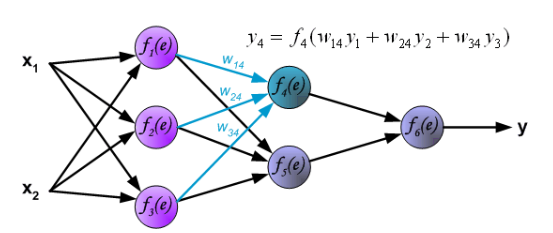 y₄ = f₄(w₁₄y₁ + w₂₄y₂ + w₃₄y₃)
f₁(e)
w₁₄
x₁
w₂₄
f₄(e)
f₂(e)
w₃₄
f₆(e)
y
f₅(e)
x₂
f₃(e)